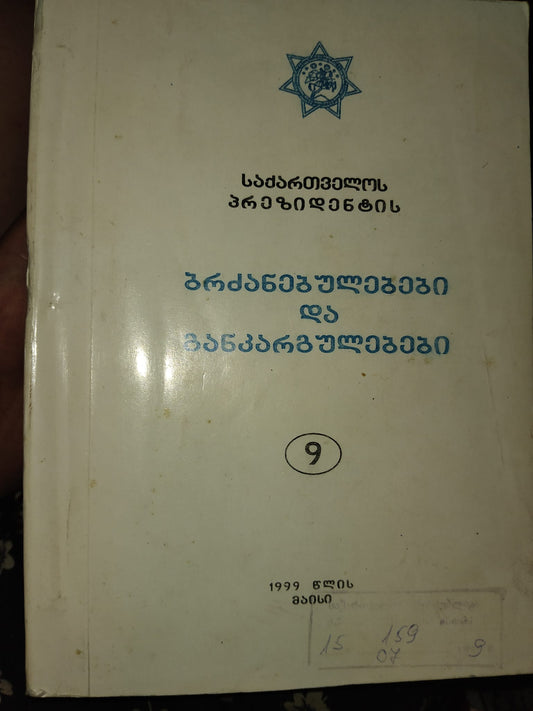 საქართველოს
პრეზიდენტის
ბრძანებულებები
და
განკარგულებები
9
1999 წლის
მაისი
15 159 9
07